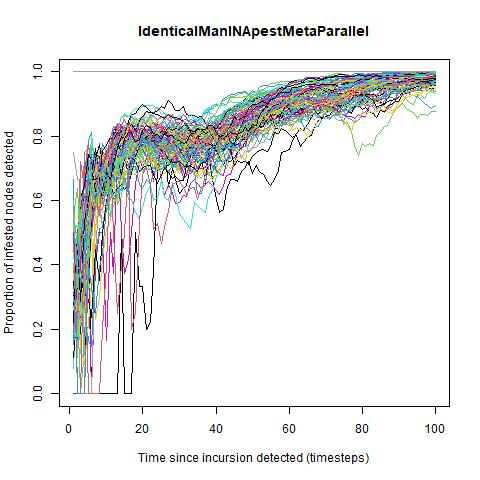 IdenticalManINApestMetaParallel
Proportion of infested nodes detected
1.0
0.8
0.6
0.4
0.2
0.0
0 20 40 60 80 100
Time since incursion detected (timesteps)